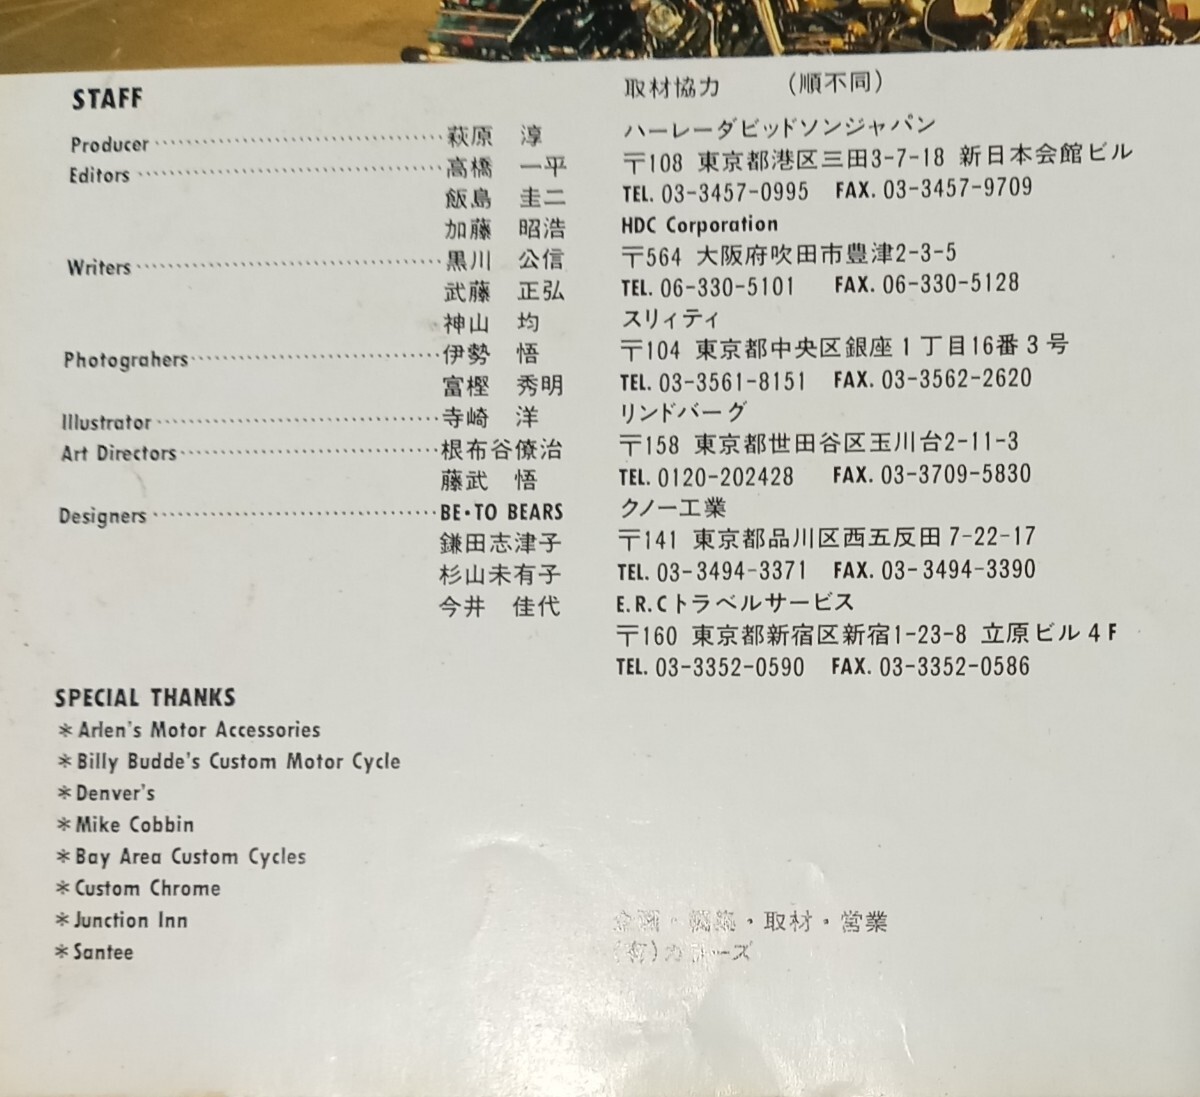 STAFF
Producer 萩原 淳
Editors 高橋 一平
飯島 圭二
加藤 昭浩
Writers 黒川 公信
武藤 正弘
神山 均
Photograhers 伊勢 悟
富樫 秀明
Illustrator 寺崎 洋
Art Directors 根布谷僚治
藤武 悟
Designers BE・TO BEARS
鎌田志津子
杉山未有子
今井 佳代
SPECIAL THANKS
＊Arlen's Motor Accessories
＊Billy Budde's Custom Motor Cycle
＊Denver's
＊Mike Cobbin
＊Bay Area Custom Cycles
＊Custom Chrome
＊Junction Inn
＊Santee
取材協力 （順不同）
ハーレーダビッドソンジャパン
〒108 東京都港区三田3-7-18 新日本会館ビル
TEL. 03-3457-0995 FAX. 03-3457-9709
HDC Corporation
〒564 大阪府吹田市豊津2-3-5
TEL. 06-330-5101 FAX. 06-330-5128
スリィティ
〒104 東京都中央区銀座1丁目16番3号
TEL. 03-3561-8151 FAX. 03-3562-2620
リンドバーグ
〒158 東京都世田谷区玉川台2-11-3
TEL. 0120-202428 FAX. 03-3709-5830
クノー工業
〒141 東京都品川区西五反田7-22-17
TEL. 03-3494-3371 FAX. 03-3494-3390
E.R.Cトラベルサービス
〒160 東京都新宿区新宿1-23-8 立原ビル4F
TEL. 03-3352-0590 FAX. 03-3352-0586
企画・編集・取材・営業
(有)